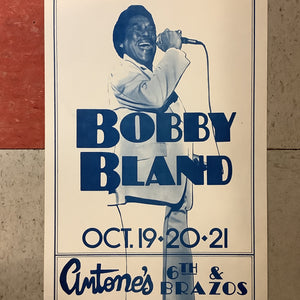 BOBBY
BLAND
OCT. 19·20·21
Antone's 6TH &
BRAZOS